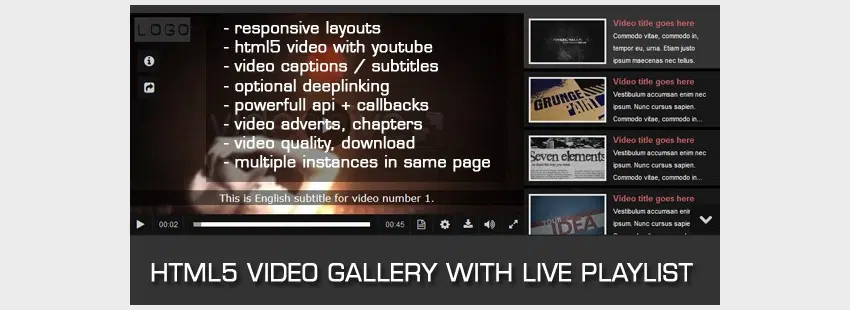 LOGO
- responsive layouts
- html5 video with youtube
- video captions / subtitles
- optional deeplinking
- powerfull api + callbacks
- video adverts, chapters
- video quality, download
- multiple instances in same page
This is English subtitle for video number 1.
00:02
00:45
Video title goes here
Commodo vitae, commodo in,
tempor eu, urna. Etiam justo
ipsum maecenas nec tellus.
GRUNGE
PAINT
Video title goes here
Vestibulum accumsan enim nec
ipsum. Nunc cursus sapien.
Commodo vitae, commodo in...
Seven elements
Video title goes here
Vestibulum accumsan enim nec
ipsum. Nunc cursus sapien.
Commodo vitae, commodo in...
YOUR
IDEA
Video title goes here
Vestibulum accumsan enim
ipsum. Nunc cursus sapien.
HTML5 VIDEO GALLERY WITH LIVE PLAYLIST